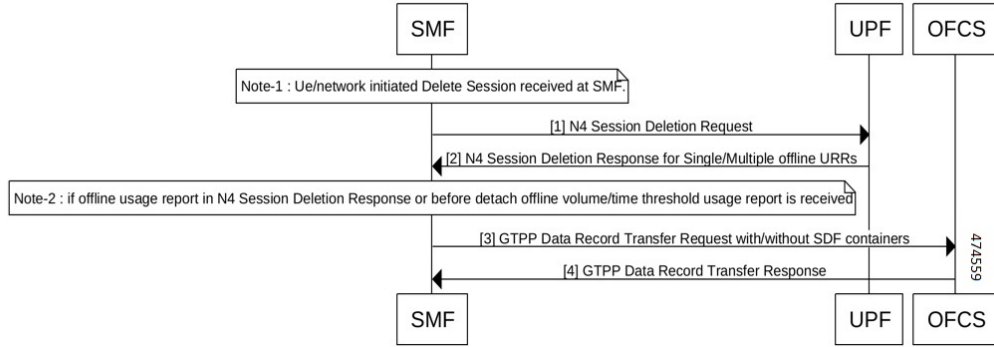 SMF
UPF
OFCS
Note-1 : Ue/network initiated Delete Session received at SMF.
[1] N4 Session Deletion Request
[2] N4 Session Deletion Response for Single/Multiple offline URRs
Note-2 : if offline usage report in N4 Session Deletion Response or before detach offline volume/time threshold usage report is received
[3] GTPP Data Record Transfer Request with/without SDF containers
[4] GTPP Data Record Transfer Response
474559
SMF
UPF
OFCS